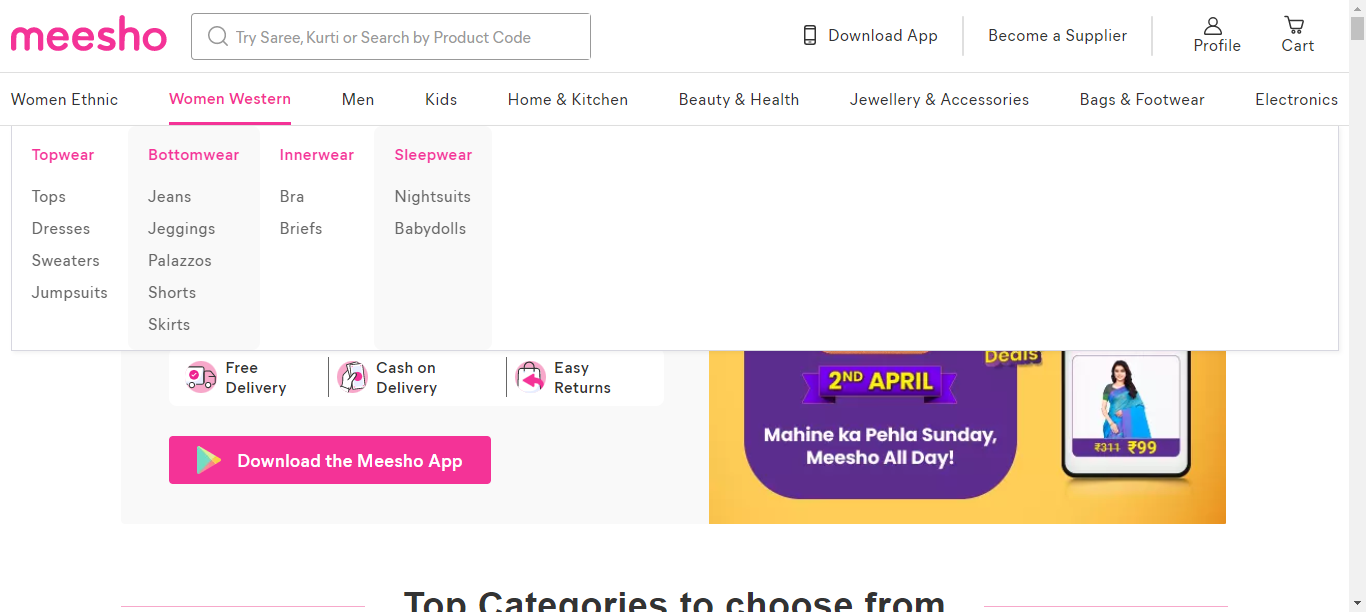 meesho
Try Saree, Kurti or Search by Product Code
Download App
Become a Supplier
Profile
Cart
Women Ethnic
Women Western
Men
Kids
Home & Kitchen
Beauty & Health
Jewellery & Accessories
Bags & Footwear
Electronics
Topwear
Tops
Dresses
Sweaters
Jumpsuits
Bottomwear
Jeans
Jeggings
Palazzos
Shorts
Skirts
Innerwear
Bra
Briefs
Sleepwear
Nightsuits
Babydolls
Free
Delivery
Cash on
Delivery
Easy
Returns
Download the Meesho App
Deals
2ND APRIL
Mahine ka Pehla Sunday,
Meesho All Day!
₹311 ₹99
Top Categories to choose from